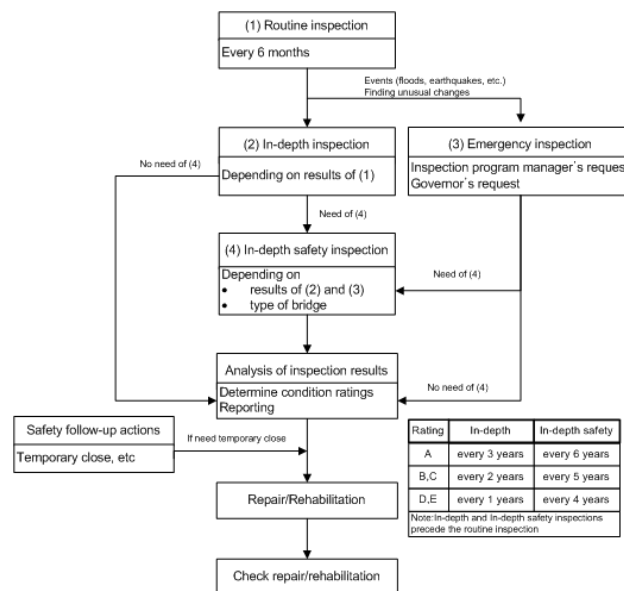 (1) Routine inspection
Every 6 months
Events (floods, earthquakes, etc.)
Finding unusual changes
(2) In-depth inspection
Depending on results of (1)
(3) Emergency inspection
Inspection program manager's reques
Governor's request
No need of (4)
Need of (4)
(4) In-depth safety inspection
Depending on
• results of (2) and (3)
• type of bridge
Need of (4)
Analysis of inspection results
Determine condition ratings
Reporting
No need of (4)
Safety follow-up actions
Temporary close, etc
If need temporary close
Rating In-depth In-depth safety
A every 3 years every 6 years
B,C every 2 years every 5 years
D,E every 1 years every 4 years
Note:In-depth and In-depth safety inspections
precede the routine inspection
Repair/Rehabilitation
Check repair/rehabilitation